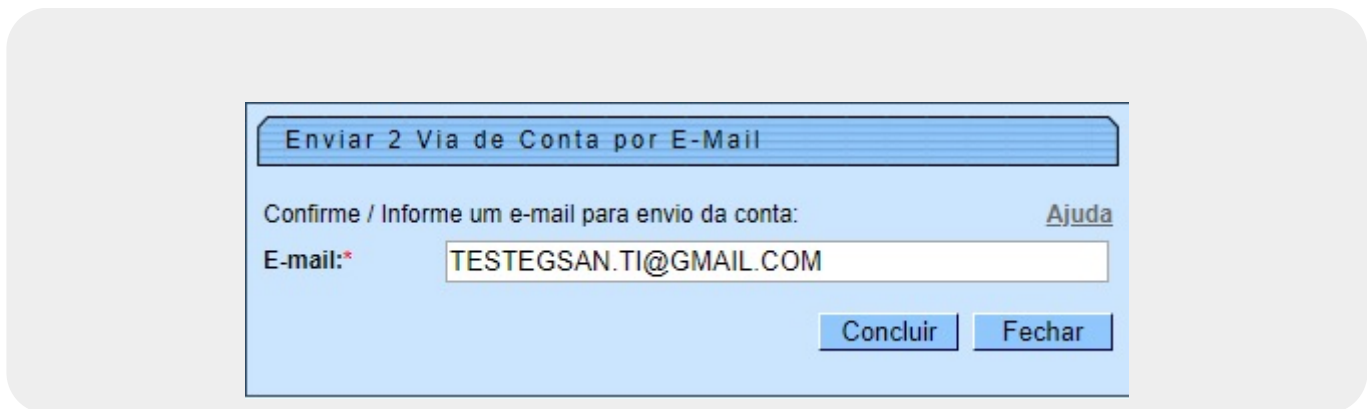 Enviar 2 Via de Conta por E-Mail
Confirme / Informe um e-mail para envio da conta: Ajuda
E-mail:* TESTEGSAN.TI@GMAIL.COM
Concluir Fechar